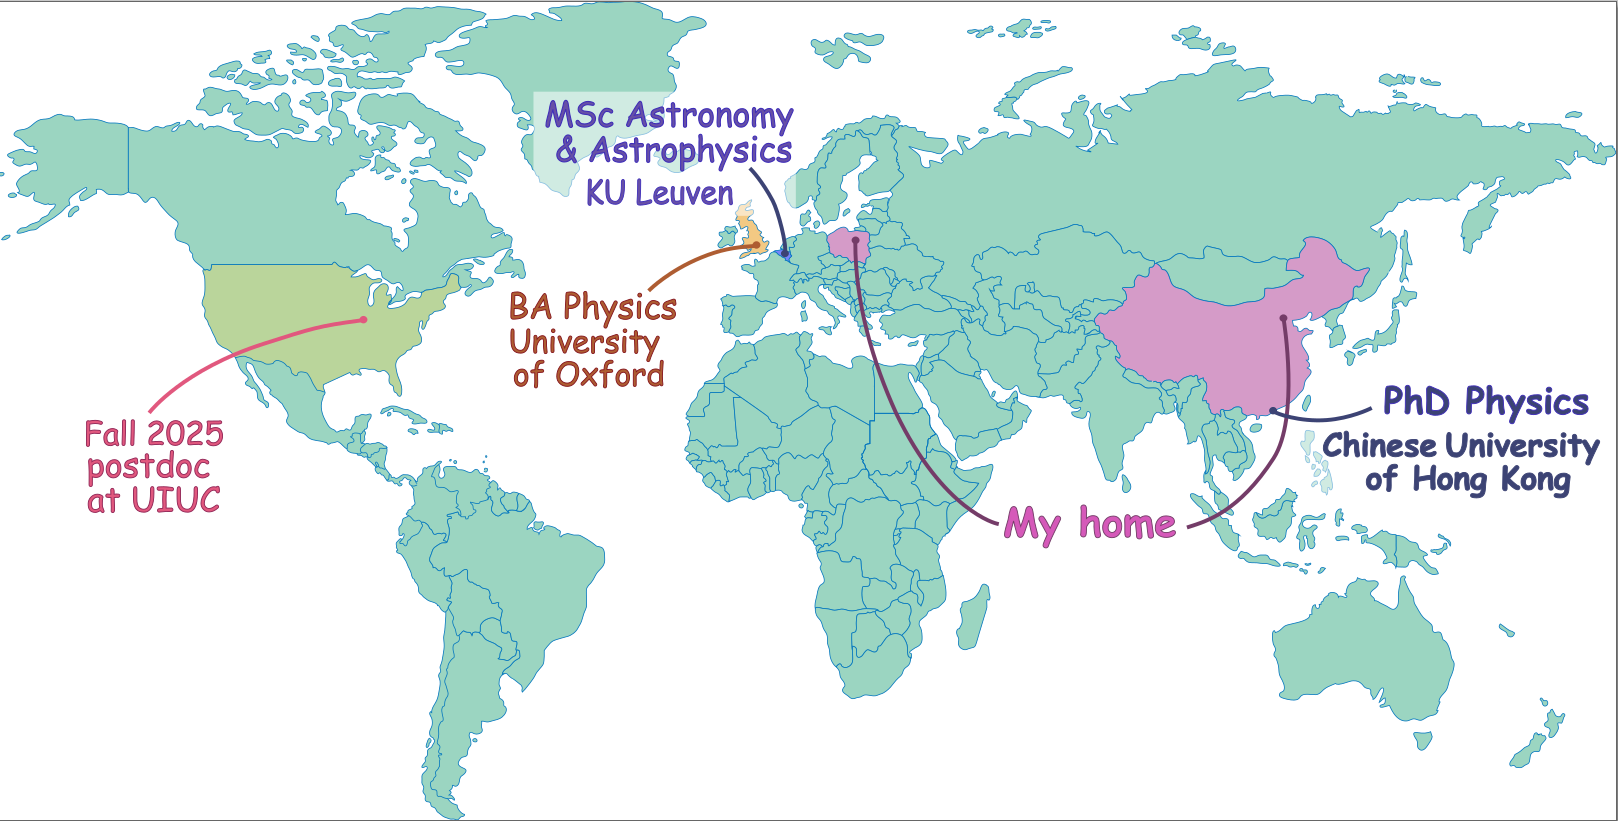 MSc Astronomy
& Astrophysics
KU Leuven
BA Physics
University
of Oxford
Fall 2025
postdoc
at UIUC
PhD Physics
Chinese University
of Hong Kong
My home